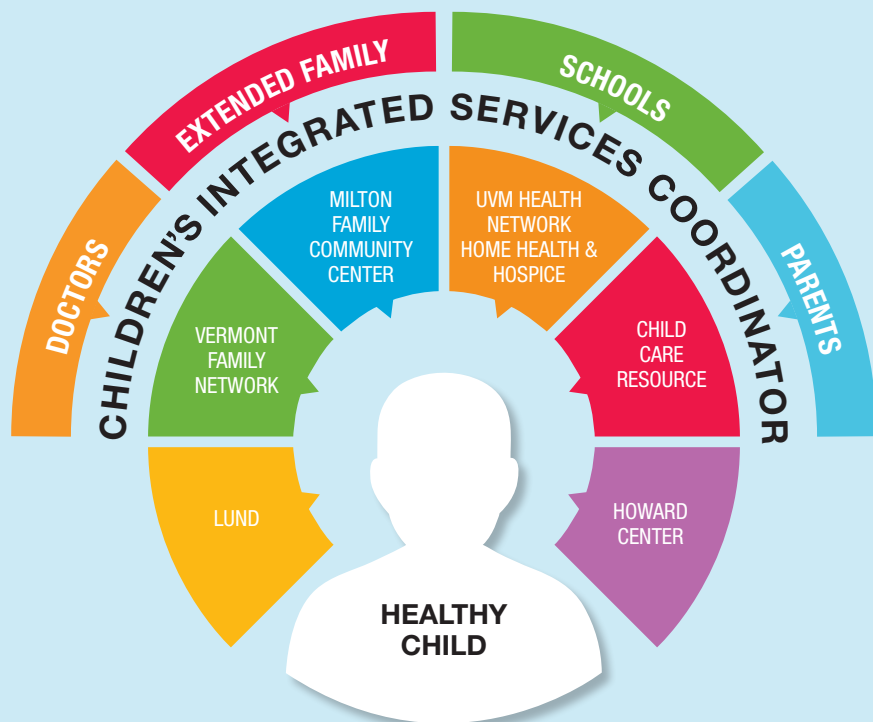 DOCTORS
EXTENDED FAMILY
SCHOOLS
PARENTS
CHILDREN'S INTEGRATED SERVICES COORDINATOR
LUND
VERMONT
FAMILY
NETWORK
MILTON
FAMILY
COMMUNITY
CENTER
UVM HEALTH
NETWORK
HOME HEALTH &
HOSPICE
CHILD
CARE
RESOURCE
HOWARD
CENTER
HEALTHY
CHILD